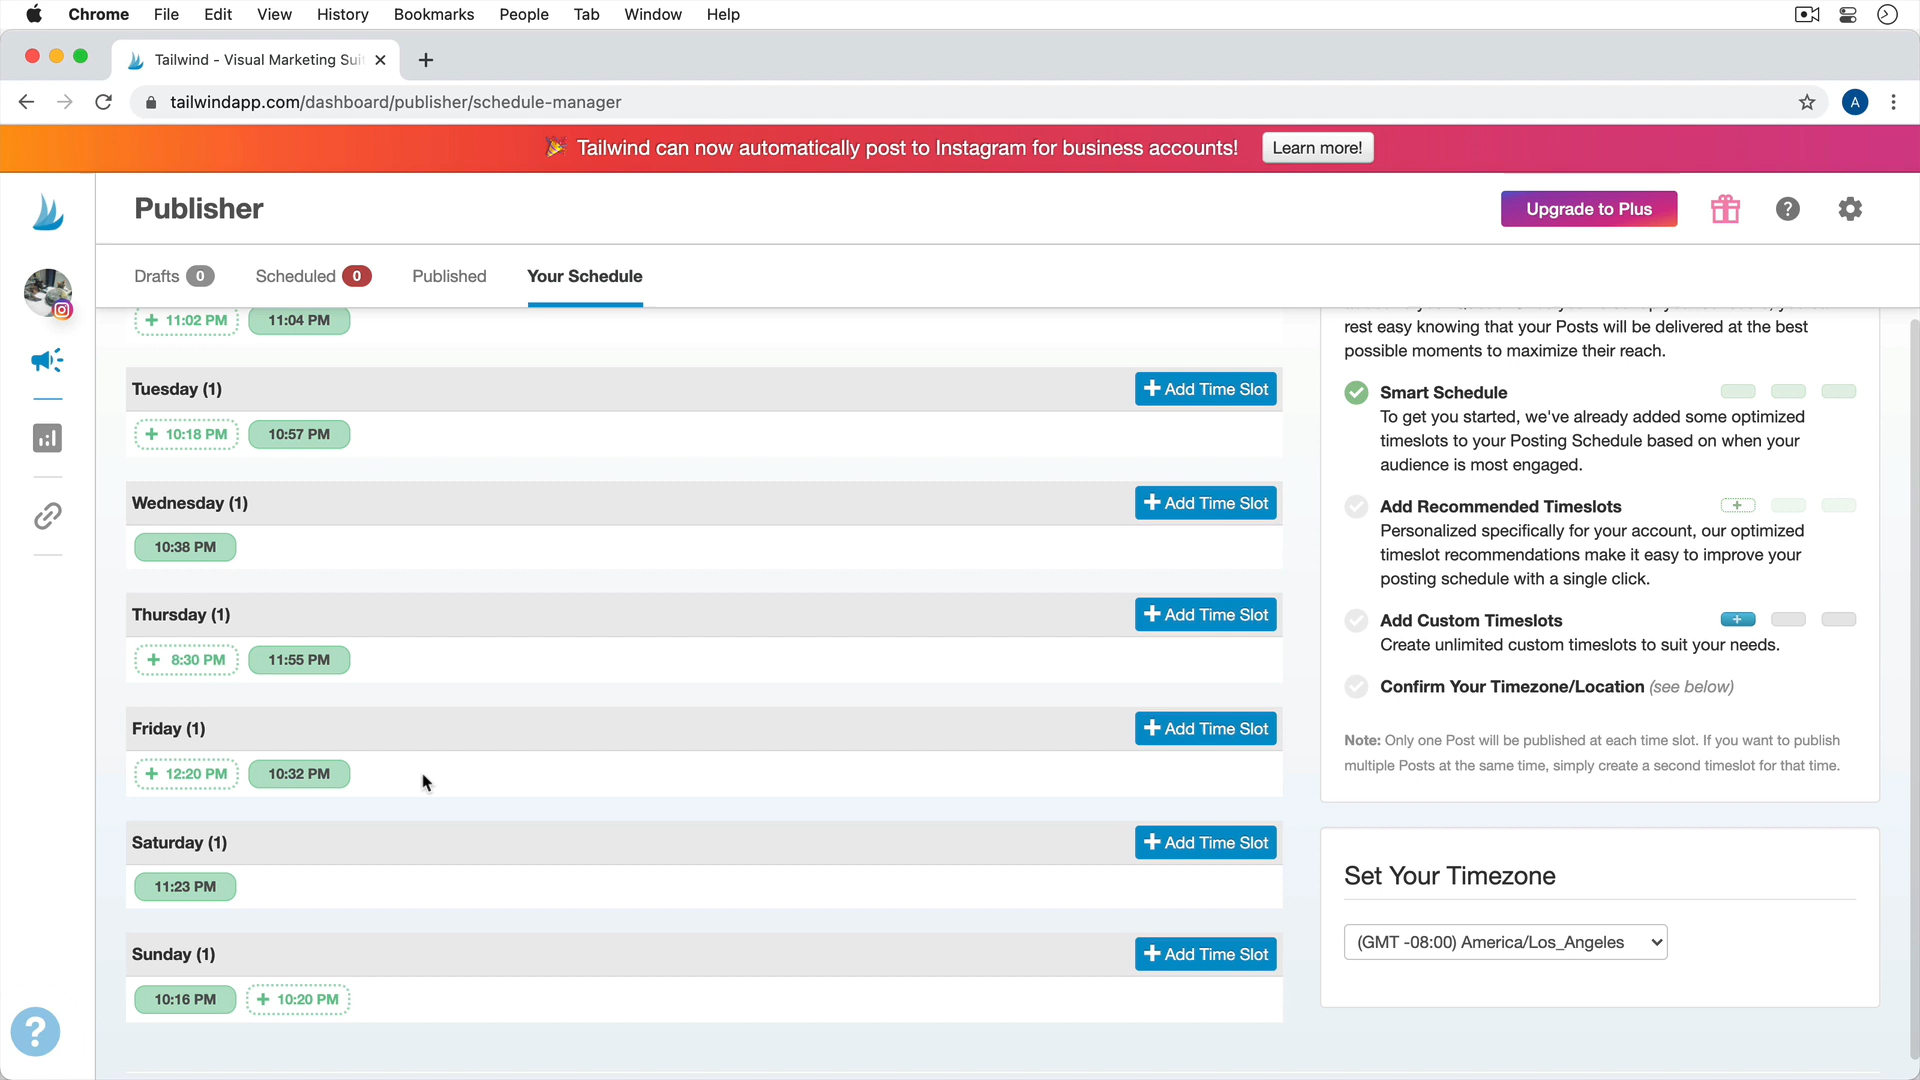 Chrome File Edit View History Bookmarks People Tab Window Help
Tailwind - Visual Marketing Sui
tailwindapp.com/dashboard/publisher/schedule-manager
A
Tailwind can now automatically post to Instagram for business accounts! Learn more!
Publisher
Upgrade to Plus
Drafts 0 Scheduled 0 Published Your Schedule
+ 11:02 PM 11:04 PM
Tuesday (1) + Add Time Slot
+ 10:18 PM 10:57 PM
Wednesday (1) + Add Time Slot
10:38 PM
Thursday (1) + Add Time Slot
+ 8:30 PM 11:55 PM
Friday (1) + Add Time Slot
+ 12:20 PM 10:32 PM
Saturday (1) + Add Time Slot
11:23 PM
Sunday (1) + Add Time Slot
10:16 PM + 10:20 PM
?
rest easy knowing that your Posts will be delivered at the best
possible moments to maximize their reach.
Smart Schedule
To get you started, we've already added some optimized
timeslots to your Posting Schedule based on when your
audience is most engaged.
Add Recommended Timeslots +
Personalized specifically for your account, our optimized
timeslot recommendations make it easy to improve your
posting schedule with a single click.
Add Custom Timeslots +
Create unlimited custom timeslots to suit your needs.
Confirm Your Timezone/Location (see below)
Note: Only one Post will be published at each time slot. If you want to publish
multiple Posts at the same time, simply create a second timeslot for that time.
Set Your Timezone
(GMT -08:00) America/Los_Angeles